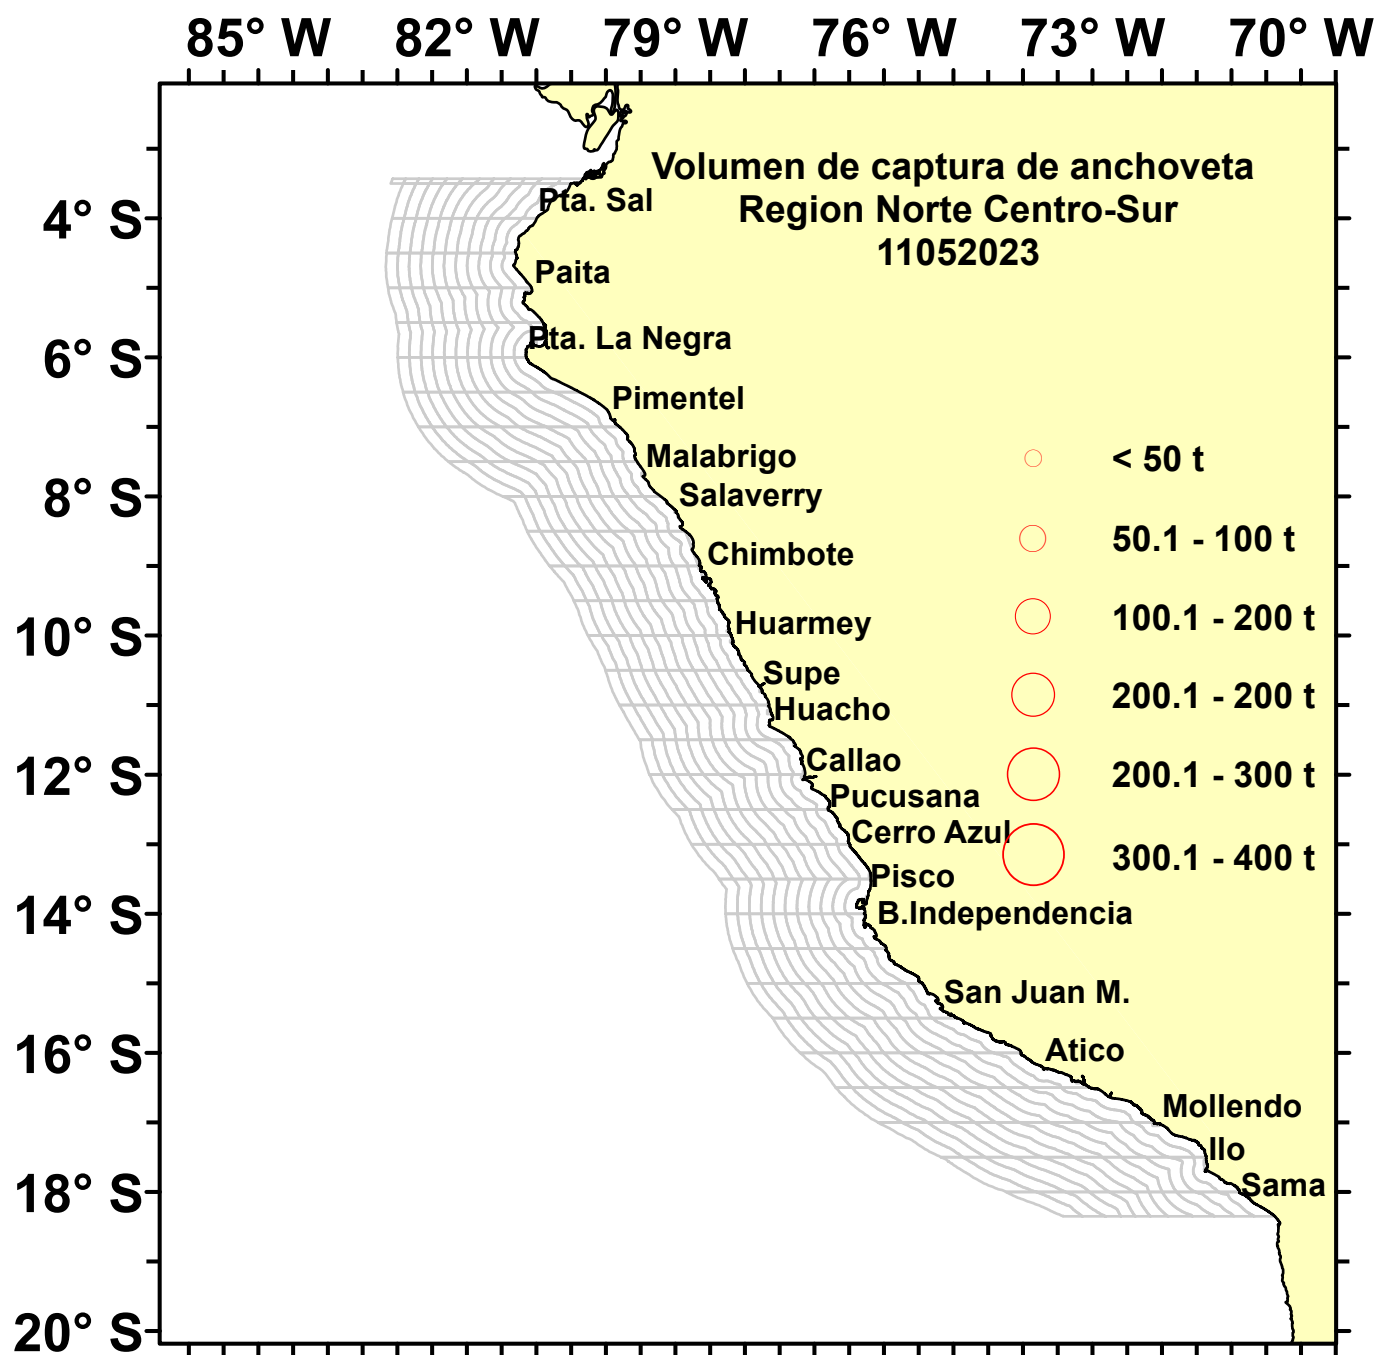 85° W 82° W 79° W 76° W 73° W 70° W
Volumen de captura de anchoveta
Region Norte Centro-Sur
11052023
4° S
6° S
8° S
10° S
12° S
14° S
16° S
18° S
20° S
Pta. Sal
Paita
Pta. La Negra
Pimentel
Malabrigo
Salaverry
Chimbote
Huarmey
Supe
Huacho
Callao
Pucusana
Cerro Azul
Pisco
B.Independencia
San Juan M.
Atico
Mollendo
Ilo
Sama
< 50 t
50.1 - 100 t
100.1 - 200 t
200.1 - 200 t
200.1 - 300 t
300.1 - 400 t